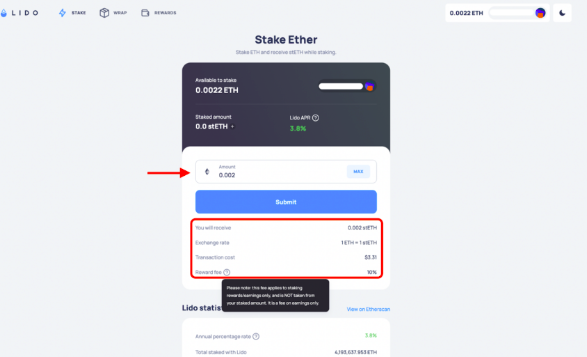 LIDO
STAKE
WRAP
REWARDS
0.0022 ETH
Stake Ether
Stake ETH and receive stETH while staking.
Available to stake
0.0022 ETH
Staked amount
0.0 stETH
Lido APR
3.8%
Amount
0.002
MAX
Submit
You will receive 0.002 stETH
Exchange rate 1 ETH = 1 stETH
Transaction cost $3.31
Reward fee 10%
Please note: this fee applies to staking
rewards/earnings only, and is NOT taken from
your staked amount. It is a fee on earnings only.
Lido statist
View on Etherscan
Annual percentage rate 3.8%
Total staked with Lido 4,193,637.953 ETH